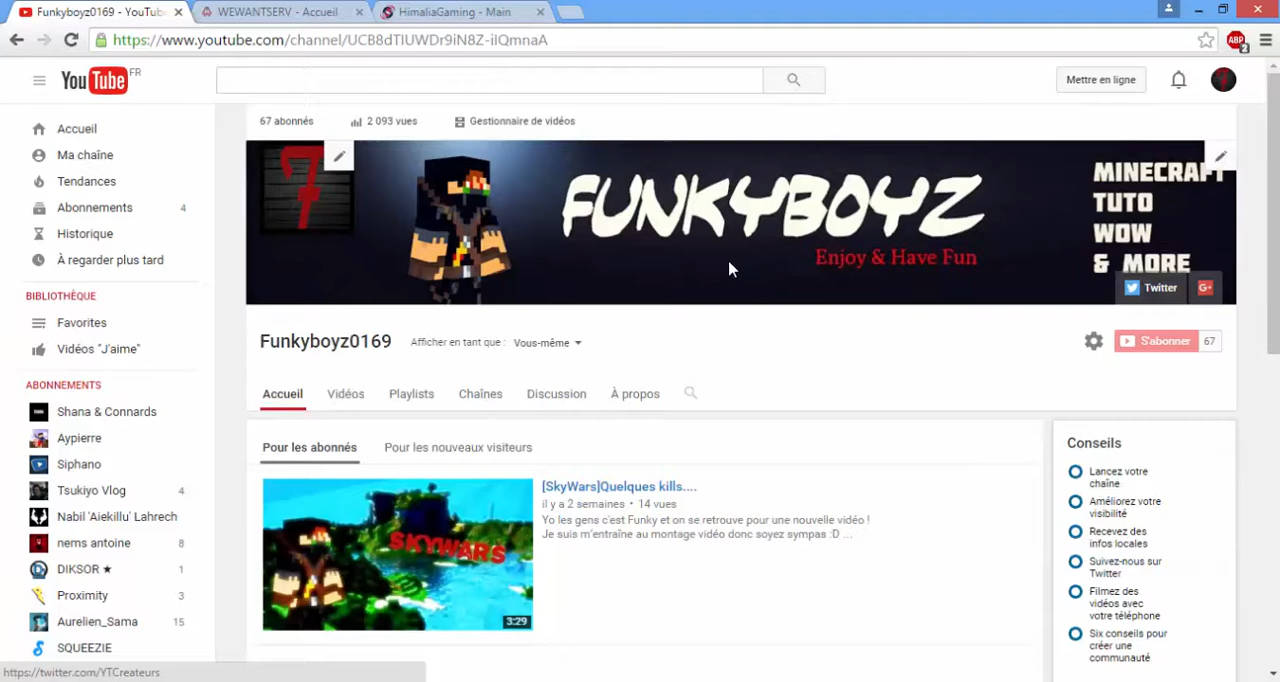 Funkyboyz0169 - YouTube
WEWANTSERV - Accueil
HimaliaGaming - Main
https://www.youtube.com/channel/UCB8dTIUWDr9iN8Z-ilQmnaA
ABP
2
YouTube FR
Mettre en ligne
67 abonnés
2 093 vues
Gestionnaire de vidéos
Accueil
Ma chaîne
Tendances
Abonnements 4
Historique
À regarder plus tard
BIBLIOTHÈQUE
Favorites
Vidéos "J'aime"
ABONNEMENTS
Shana & Connards
Aypierre
Siphano
Tsukiyo Vlog 4
Nabil 'Aiekillu' Lahrech
nems antoine 8
DIKSOR ★ 1
Proximity 3
Aurelien_Sama 15
SQUEEZIE
7
FUNKYBOYZ
Enjoy & Have Fun
MINECRAFT
TUTO
WOW
& MORE
Twitter
G+
Funkyboyz0169
Afficher en tant que : Vous-même
S'abonner 67
Accueil
Vidéos
Playlists
Chaînes
Discussion
À propos
Pour les abonnés
Pour les nouveaux visiteurs
SKYWARS
3:29
[SkyWars]Quelques kills....
il y a 2 semaines • 14 vues
Yo les gens c'est Funky et on se retrouve pour une nouvelle vidéo !
Je suis m'entraîne au montage vidéo donc soyez sympas :D ...
Conseils
Lancez votre
chaîne
Améliorez votre
visibilité
Recevez des
infos locales
Suivez-nous sur
Twitter
Filmez des
vidéos avec
votre téléphone
Six conseils pour
créer une
communauté
https://twitter.com/YTCreateurs